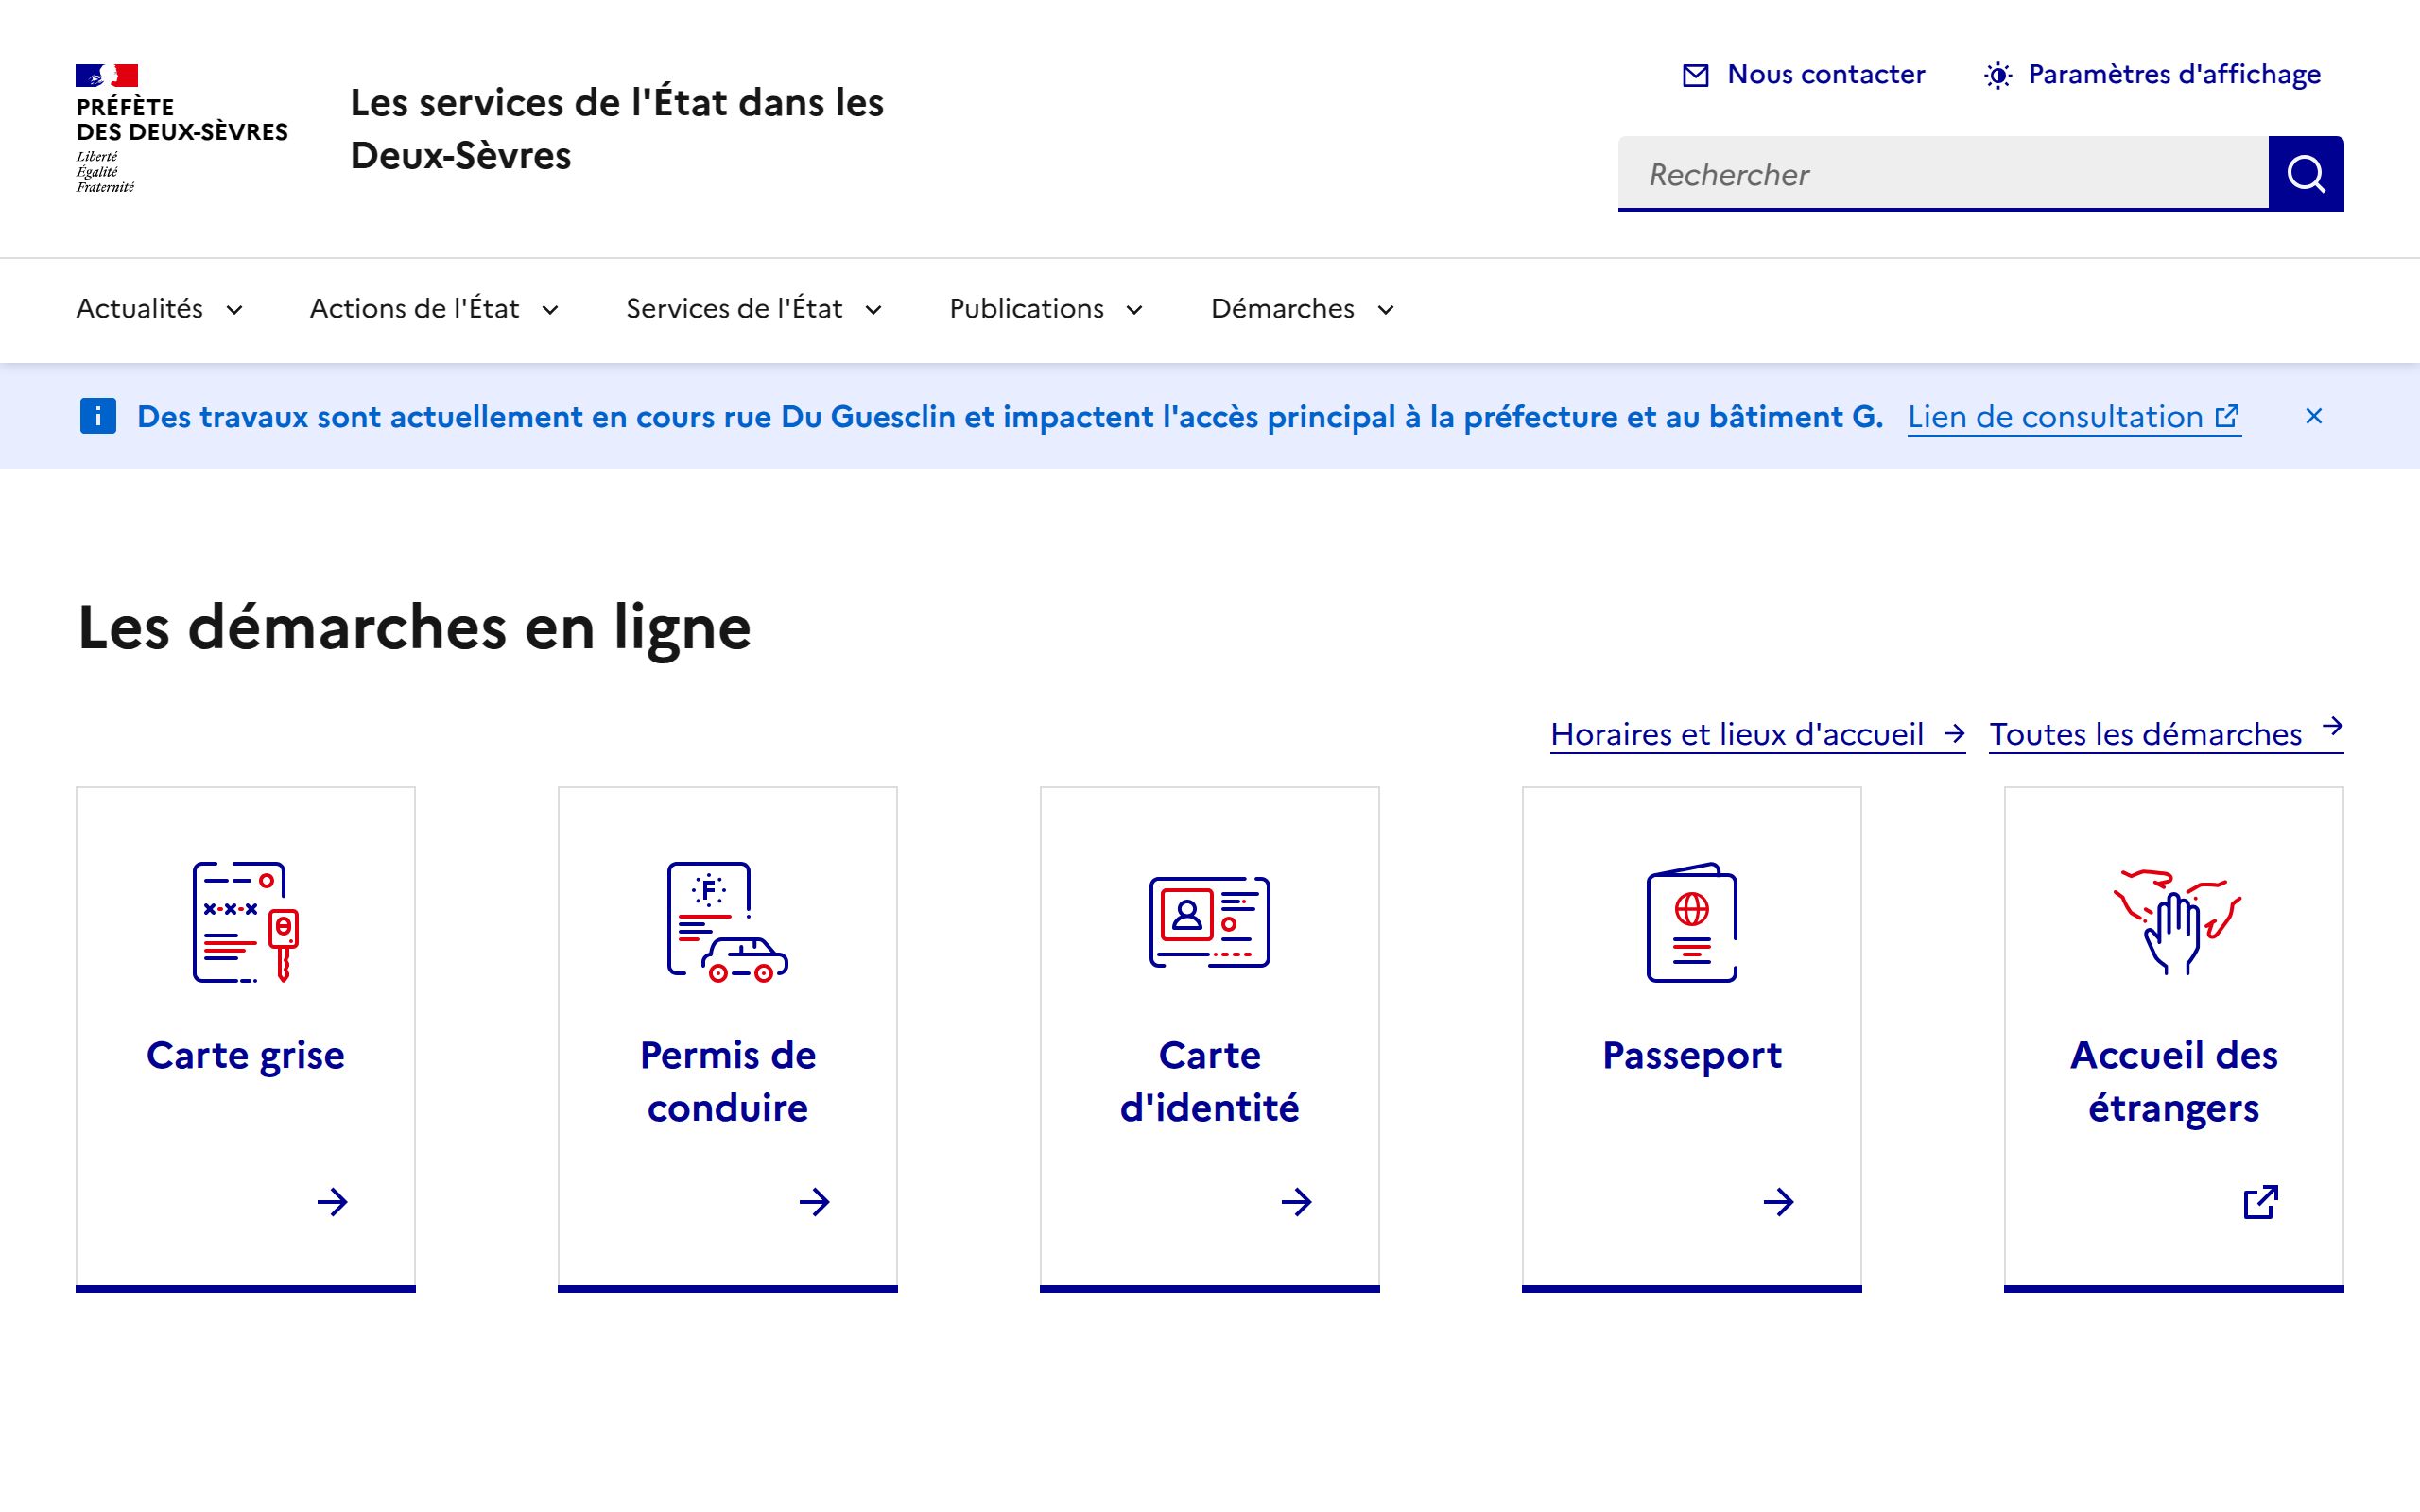 PRÉFÈTE
DES DEUX-SÈVRES
Liberté
Égalité
Fraternité
Les services de l'État dans les
Deux-Sèvres
Nous contacter
Paramètres d'affichage
Rechercher
Actualités
Actions de l'État
Services de l'État
Publications
Démarches
Des travaux sont actuellement en cours rue Du Guesclin et impactent l'accès principal à la préfecture et au bâtiment G. Lien de consultation
Les démarches en ligne
Horaires et lieux d'accueil
Toutes les démarches
F
Carte grise
Permis de
conduire
Carte
d'identité
Passeport
Accueil des
étrangers